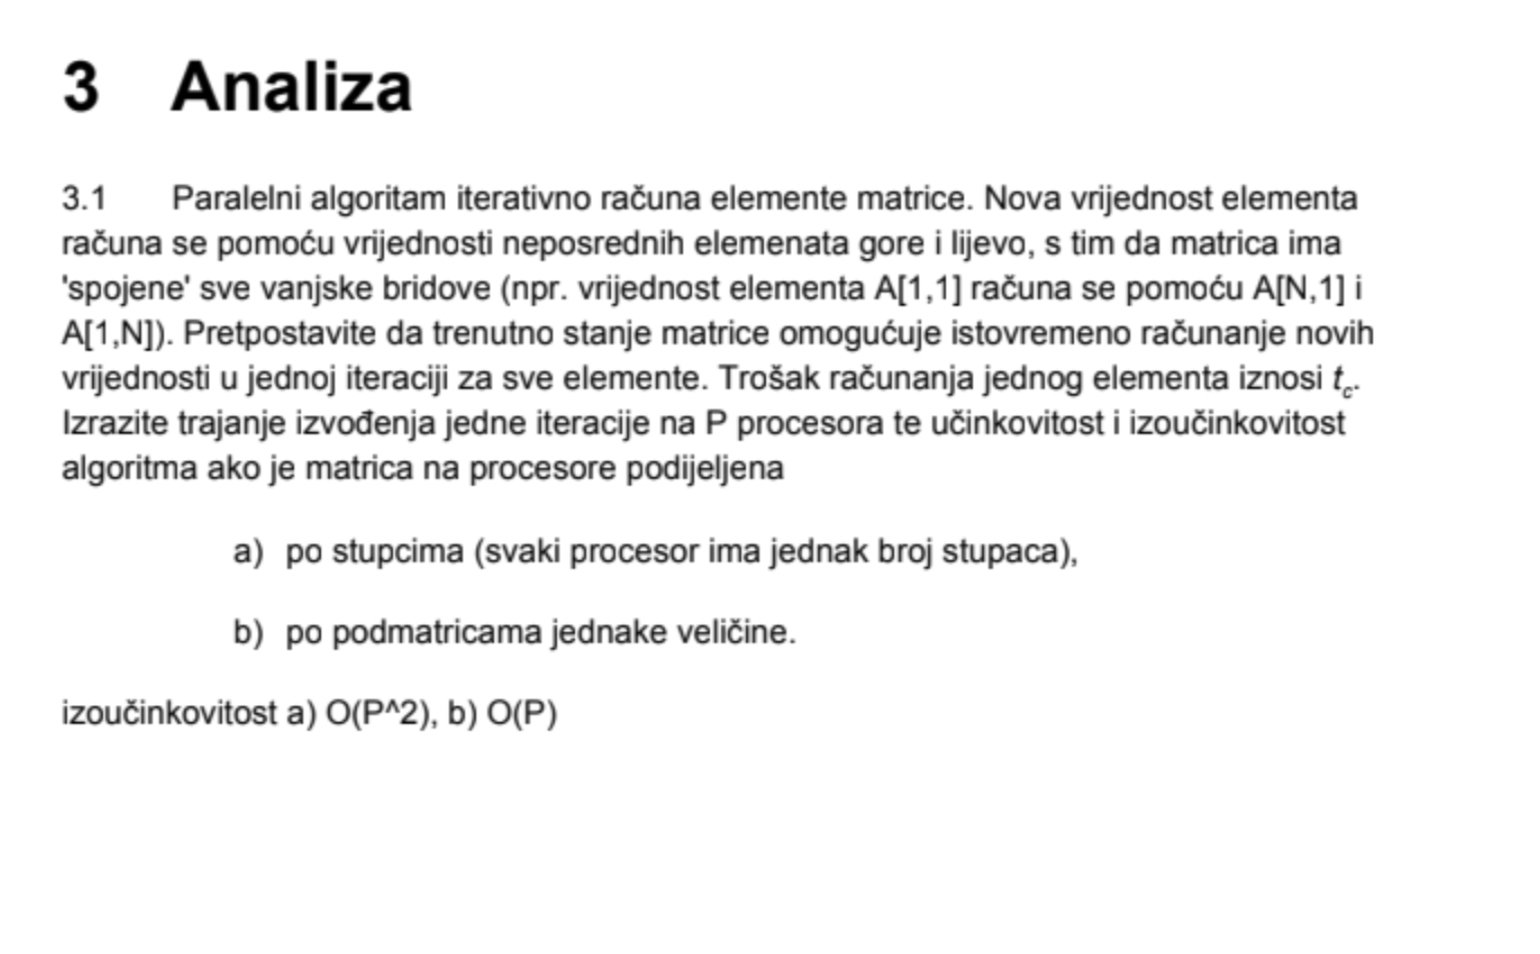 3 Analiza
3.1 Paralelni algoritam iterativno računa elemente matrice. Nova vrijednost elementa
računa se pomoću vrijednosti neposrednih elemenata gore i lijevo, s tim da matrica ima
'spojene' sve vanjske bridove (npr. vrijednost elementa A[1,1] računa se pomoću A[N,1] i
A[1,N]). Pretpostavite da trenutno stanje matrice omogućuje istovremeno računanje novih
vrijednosti u jednoj iteraciji za sve elemente. Trošak računanja jednog elementa iznosi t_c.
Izrazite trajanje izvođenja jedne iteracije na P procesora te učinkovitost i izoučinkovitost
algoritma ako je matrica na procesore podijeljena
a) po stupcima (svaki procesor ima jednak broj stupaca),
b) po podmatricama jednake veličine.
izoučinkovitost a) O(P^2), b) O(P)